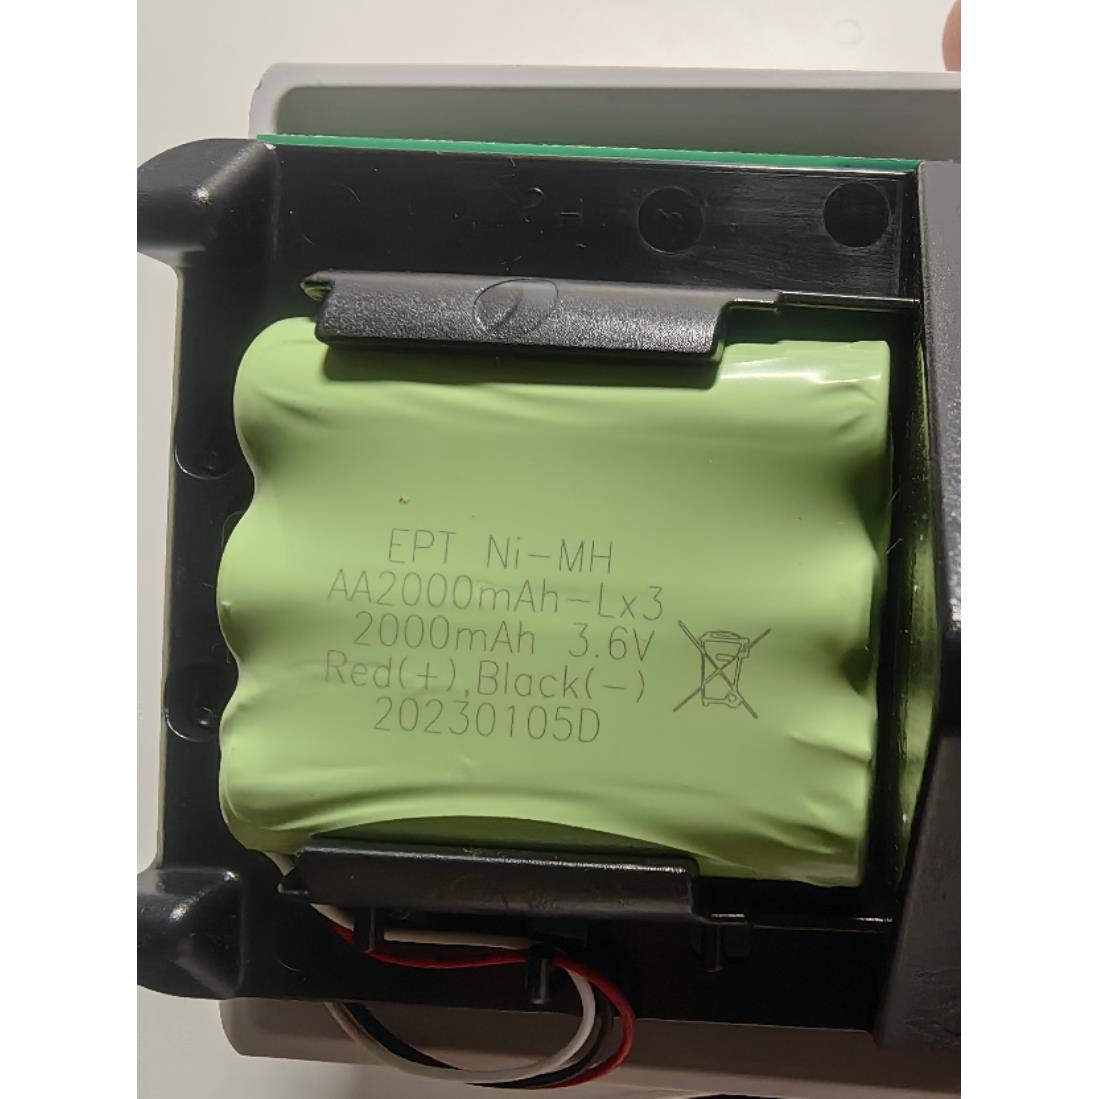 EPT Ni-MH
AA2000mAh-Lx3
2000mAh 3.6V
Red(+),Black(-)
20230105D